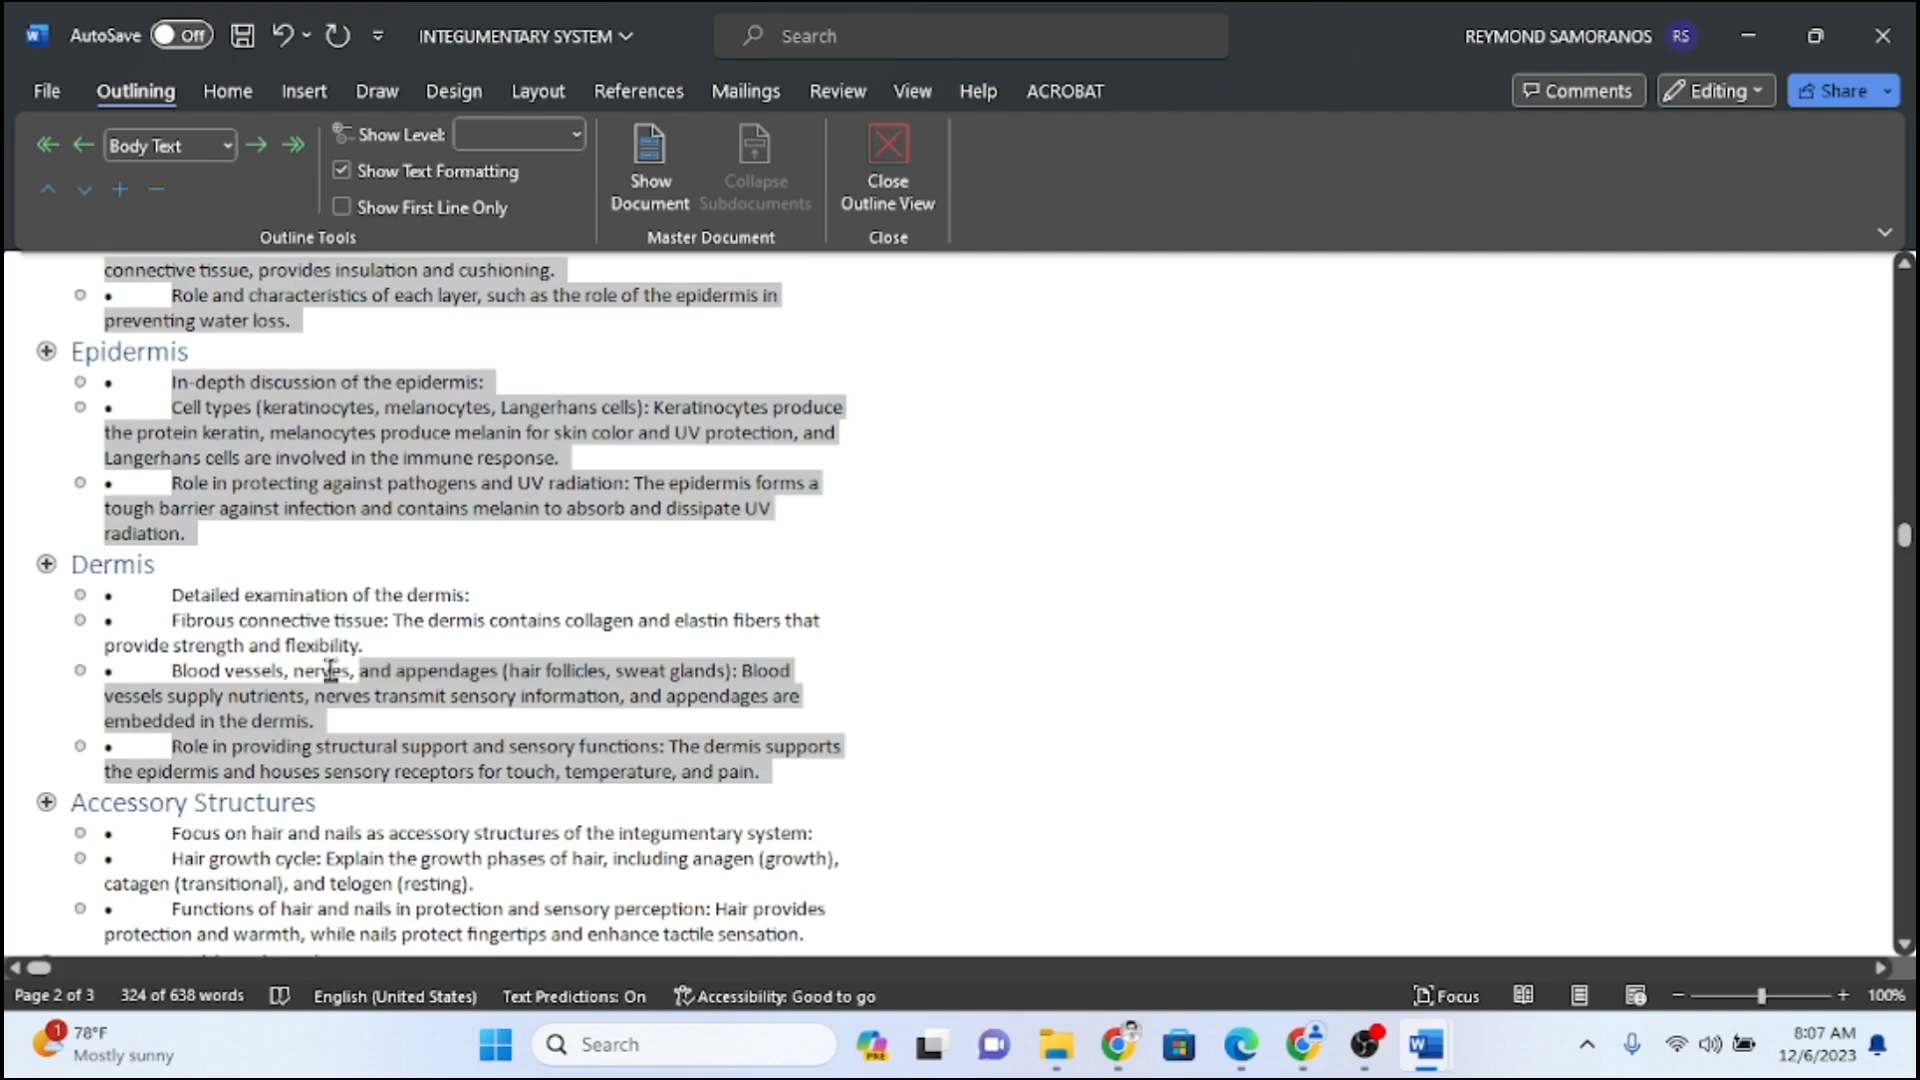 AutoSave Off INTEGUMENTARY SYSTEM Search REYMOND SAMORANOS RS
File Outlining Home Insert Draw Design Layout References Mailings Review View Help ACROBAT Comments Editing Share
Body Text Show Level:
Show Text Formatting
Show First Line Only
Show Document
Collapse Subdocuments
Close Outline View
Outline Tools Master Document Close
connective tissue, provides insulation and cushioning.
• Role and characteristics of each layer, such as the role of the epidermis in
preventing water loss.
Epidermis
• In-depth discussion of the epidermis:
• Cell types (keratinocytes, melanocytes, Langerhans cells): Keratinocytes produce
the protein keratin, melanocytes produce melanin for skin color and UV protection, and
Langerhans cells are involved in the immune response.
• Role in protecting against pathogens and UV radiation: The epidermis forms a
tough barrier against infection and contains melanin to absorb and dissipate UV
radiation.
Dermis
• Detailed examination of the dermis:
• Fibrous connective tissue: The dermis contains collagen and elastin fibers that
provide strength and flexibility.
• Blood vessels, nerves, and appendages (hair follicles, sweat glands): Blood
vessels supply nutrients, nerves transmit sensory information, and appendages are
embedded in the dermis.
• Role in providing structural support and sensory functions: The dermis supports
the epidermis and houses sensory receptors for touch, temperature, and pain.
Accessory Structures
• Focus on hair and nails as accessory structures of the integumentary system:
• Hair growth cycle: Explain the growth phases of hair, including anagen (growth),
catagen (transitional), and telogen (resting).
• Functions of hair and nails in protection and sensory perception: Hair provides
protection and warmth, while nails protect fingertips and enhance tactile sensation.
Page 2 of 3 324 of 638 words English (United States) Text Predictions: On Accessibility: Good to go Focus 100%
1 78°F Search PRE 8:07 AM
Mostly sunny 12/6/2023